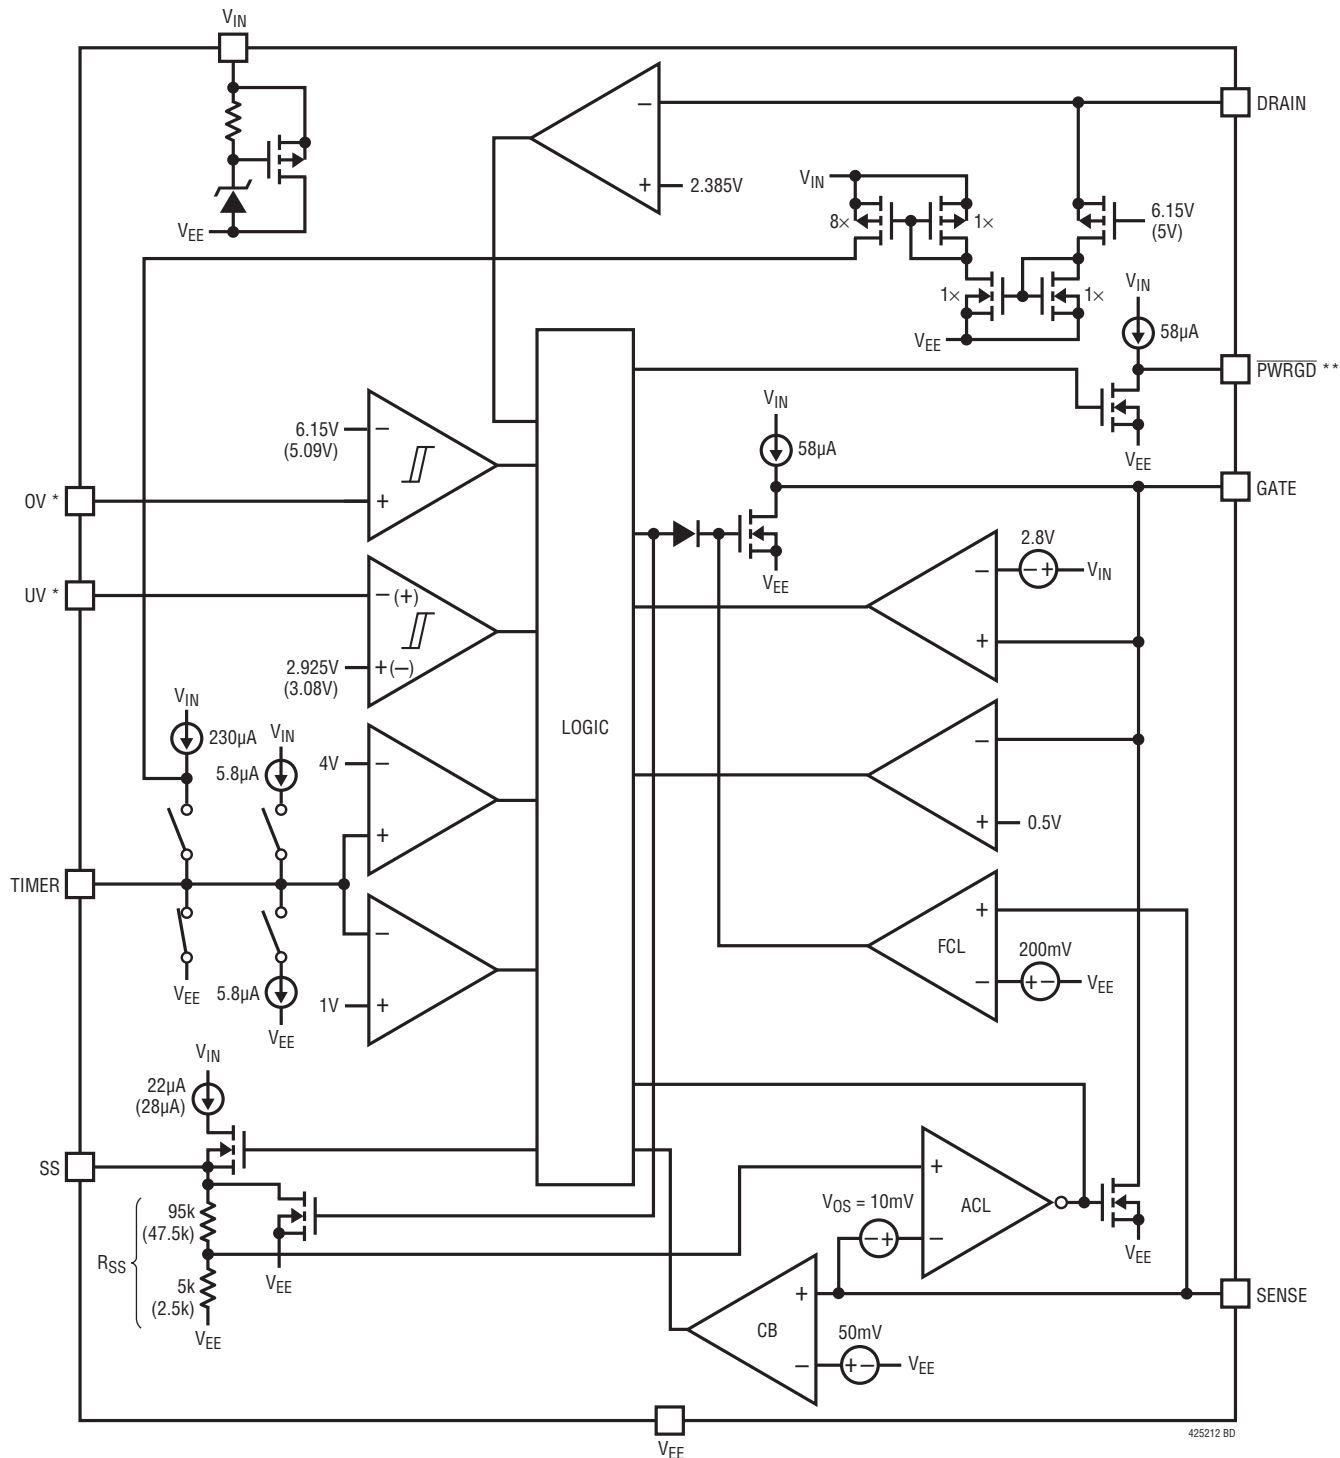 VIN
DRAIN
−
+
2.385V
VIN
8×
1×
6.15V
(5V)
VEE
1×
1×
VIN
VEE
58µA
PWRGD **
VEE
VIN
58µA
GATE
VEE
6.15V
(5.09V)
−
+
OV *
UV *
− (+)
2.925V
(3.08V)
+ (−)
LOGIC
2.8V
− +
VIN
−
+
VIN
230µA
VIN
5.8µA
4V
−
+
−
+
0.5V
TIMER
VEE
5.8µA
VEE
−
1V
+
FCL
+
−
200mV
+ −
VEE
VIN
22µA
(28µA)
SS
95k
(47.5k)
RSS
5k
(2.5k)
VEE
VEE
VOS = 10mV
− +
+
−
ACL
VEE
SENSE
CB
+
−
50mV
+ −
VEE
VEE
425212 BD